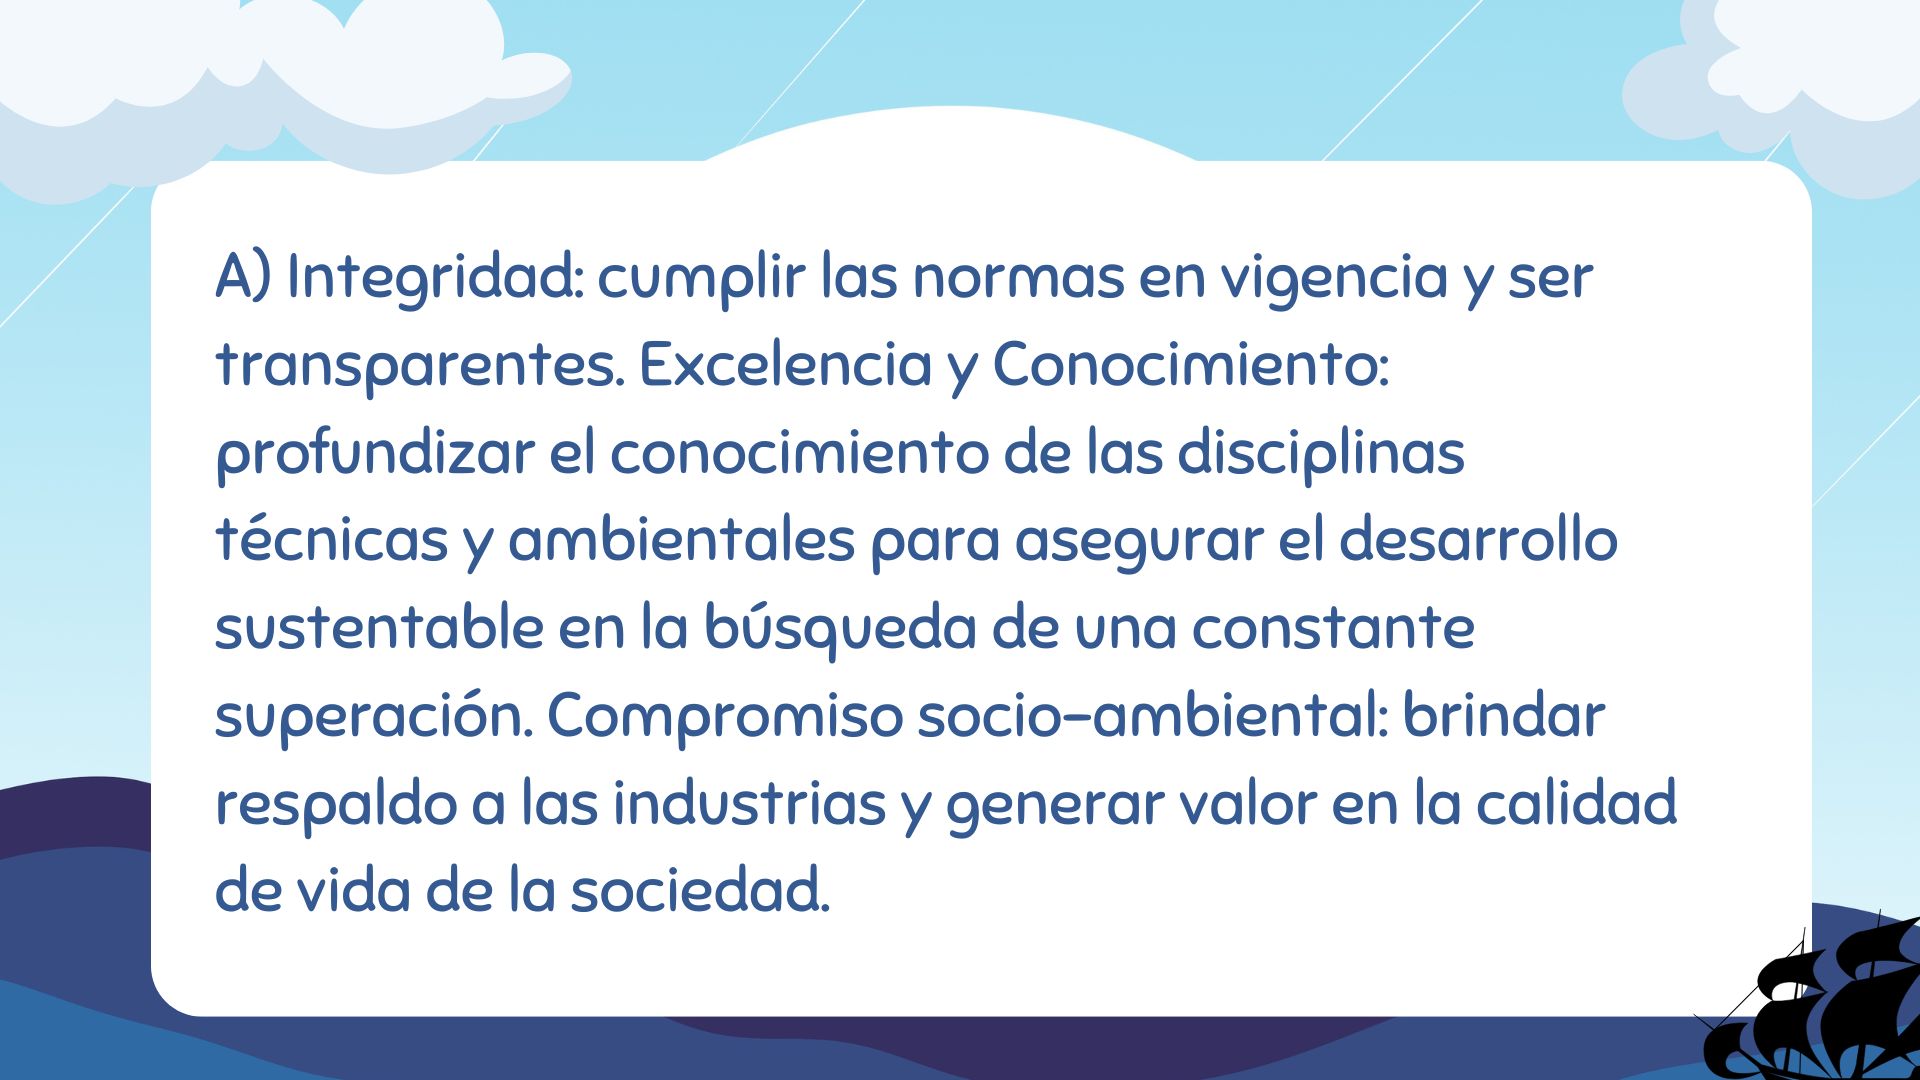 A) Integridad: cumplir las normas en vigencia y ser
transparentes. Excelencia y Conocimiento:
profundizar el conocimiento de las disciplinas
técnicas y ambientales para asegurar el desarrollo
sustentable en la búsqueda de una constante
superación. Compromiso socio-ambiental: brindar
respaldo a las industrias y generar valor en la calidad
de vida de la sociedad.